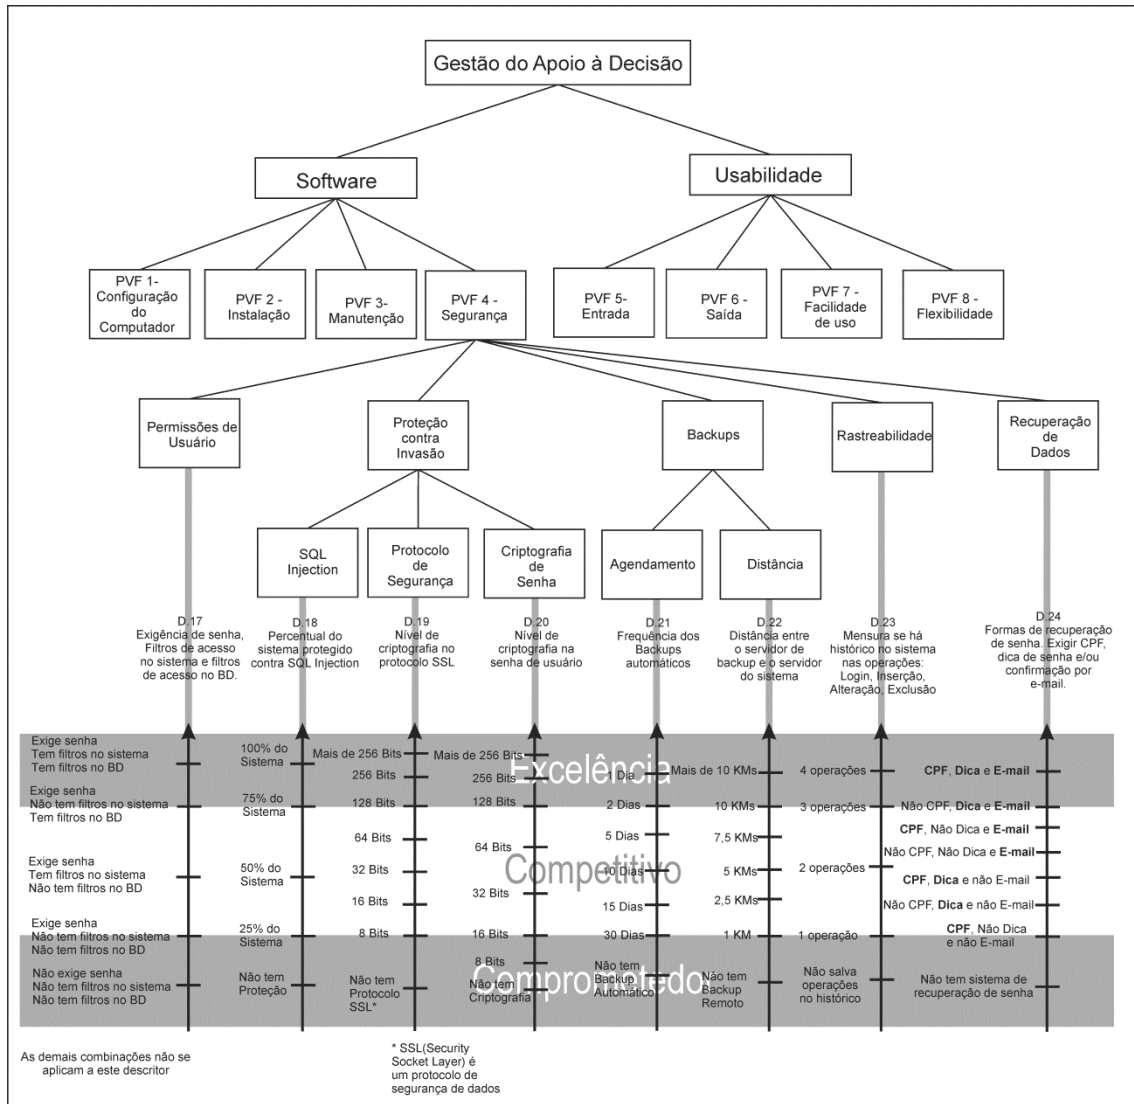 Gestão do Apoio à Decisão
Software
Usabilidade
PVF 1-
Configuração
do
Computador
PVF 2 -
Instalação
PVF 3-
Manutenção
PVF 4 -
Segurança
PVF 5-
Entrada
PVF 6 -
Saída
PVF 7 -
Facilidade
de uso
PVF 8 -
Flexibilidade
Permissões de
Usuário
Proteção
contra
Invasão
Backups
Rastreabilidade
Recuperação
de
Dados
SQL
Injection
Protocolo
de
Segurança
Criptografia
de
Senha
Agendamento
Distância
D.17
Exigência de senha,
Filtros de acesso
no sistema e filtros
de acesso no BD.
D.18
Percentual do
sistema protegido
contra SQL Injection
D.19
Nível de
criptografia no
protocolo SSL
D.20
Nível de
criptografia na
senha de usuário
D.21
Frequência dos
Backups
automáticos
D.22
Distância entre
o servidor de
backup e o servidor
do sistema
D.23
Mensura se há
histórico no sistema
nas operações:
Login, Inserção,
Alteração, Exclusão
D.24
Formas de recuperação
de senha. Exigir CPF,
dica de senha e/ou
confirmação por
e-mail.
Excelência
Competitivo
Comprometedor
Exige senha
Tem filtros no sistema
Tem filtros no BD
Exige senha
Não tem filtros no sistema
Tem filtros no BD
Exige senha
Tem filtros no sistema
Não tem filtros no BD
Exige senha
Não tem filtros no sistema
Não tem filtros no BD
Não exige senha
Não tem filtros no sistema
Não tem filtros no BD
100% do
Sistema
75% do
Sistema
50% do
Sistema
25% do
Sistema
Não tem
Proteção
Mais de 256 Bits
256 Bits
128 Bits
64 Bits
32 Bits
16 Bits
8 Bits
Não tem
Protocolo
SSL*
Mais de 256 Bits
256 Bits
128 Bits
64 Bits
32 Bits
16 Bits
8 Bits
Não tem
Criptografia
1 Dia
2 Dias
5 Dias
10 Dias
15 Dias
30 Dias
Não tem
Backup
Automático
Mais de 10 KMs
10 KMs
7,5 KMs
5 KMs
2,5 KMs
1 KM
Não tem
Backup
Remoto
4 operações
3 operações
2 operações
1 operação
Não salva
operações
no histórico
CPF, Dica e E-mail
Não CPF, Dica e E-mail
CPF, Não Dica e E-mail
Não CPF, Não Dica e E-mail
CPF, Dica e não E-mail
Não CPF, Dica e não E-mail
CPF, Não Dica
e não E-mail
Não tem sistema de
recuperação de senha
As demais combinações não se
aplicam a este descritor
* SSL(Security
Socket Layer) é
um protocolo de
segurança de dados